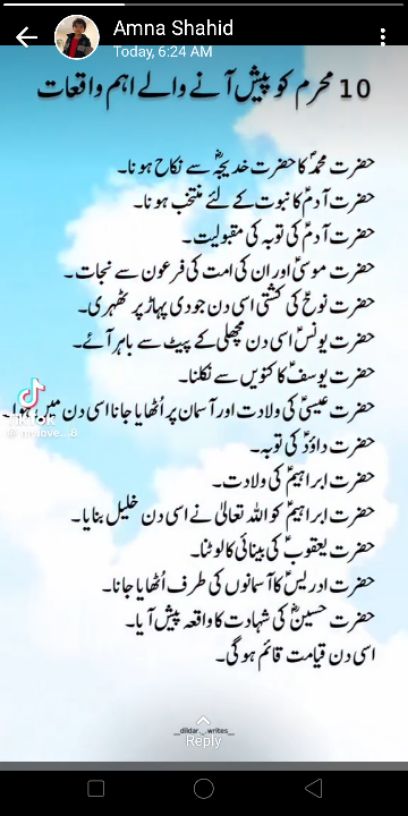 Amna Shahid
Today, 6:24 AM
10 محرم کو پیش آنے والے اہم واقعات
حضرت محمدؐ کا حضرت خدیجہؓ سے نکاح ہونا۔
حضرت آدمؑ کا نبوت کے لئے منتخب ہونا۔
حضرت آدمؑ کی توبہ کی مقبولیت۔
حضرت موسیٰؑ اور ان کی امت کی فرعون سے نجات۔
حضرت نوحؑ کی کشتی اسی دن جودی پہاڑ پر ٹھہری۔
حضرت یونسؑ اسی دن مچھلی کے پیٹ سے باہر آئے۔
حضرت یوسفؑ کا کنویں سے نکلنا۔
حضرت عیسیٰؑ کی ولادت اور آسمان پر اُٹھایا جانا اسی دن میں ہوا۔
حضرت داؤدؑ کی توبہ۔
حضرت ابراہیمؑ کی ولادت۔
حضرت ابراہیمؑ کو اللہ تعالیٰ نے اسی دن خلیل بنایا۔
حضرت یعقوبؑ کی بینائی کا لوٹنا۔
حضرت ادریسؑ کا آسمانوں کی طرف اُٹھایا جانا۔
حضرت حسینؓ کی شہادت کا واقعہ پیش آیا۔
اسی دن قیامت قائم ہوگی۔
TikTok
__dildar._.writes__
Reply